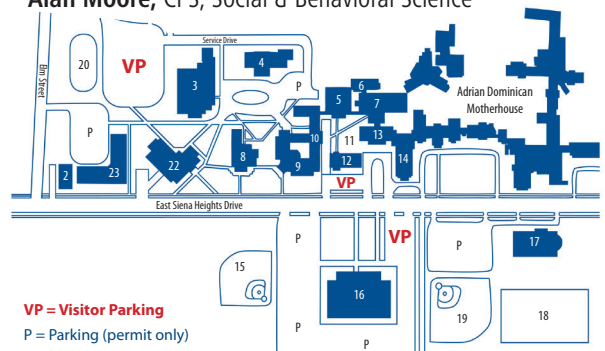 Alan Moore, CPS, Social & Behavioral Science
Service Drive
Elm Street
20
VP
3
4
P
5
6
7
Adrian Dominican
Motherhouse
P
2
23
22
8
9
10
11
12
13
14
VP
East Siena Heights Drive
15
P
VP
P
17
16
19
18
P
P
VP = Visitor Parking
P = Parking (permit only)